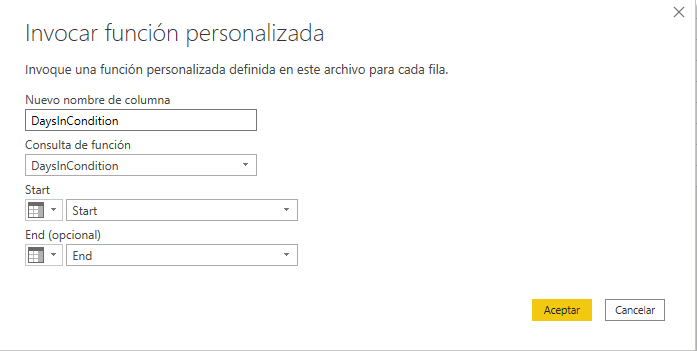 Invocar función personalizada
Invoque una función personalizada definida en este archivo para cada fila.
Nuevo nombre de columna
DaysInCondition
Consulta de función
DaysInCondition
Start
Start
End (opcional)
End
Aceptar
Cancelar